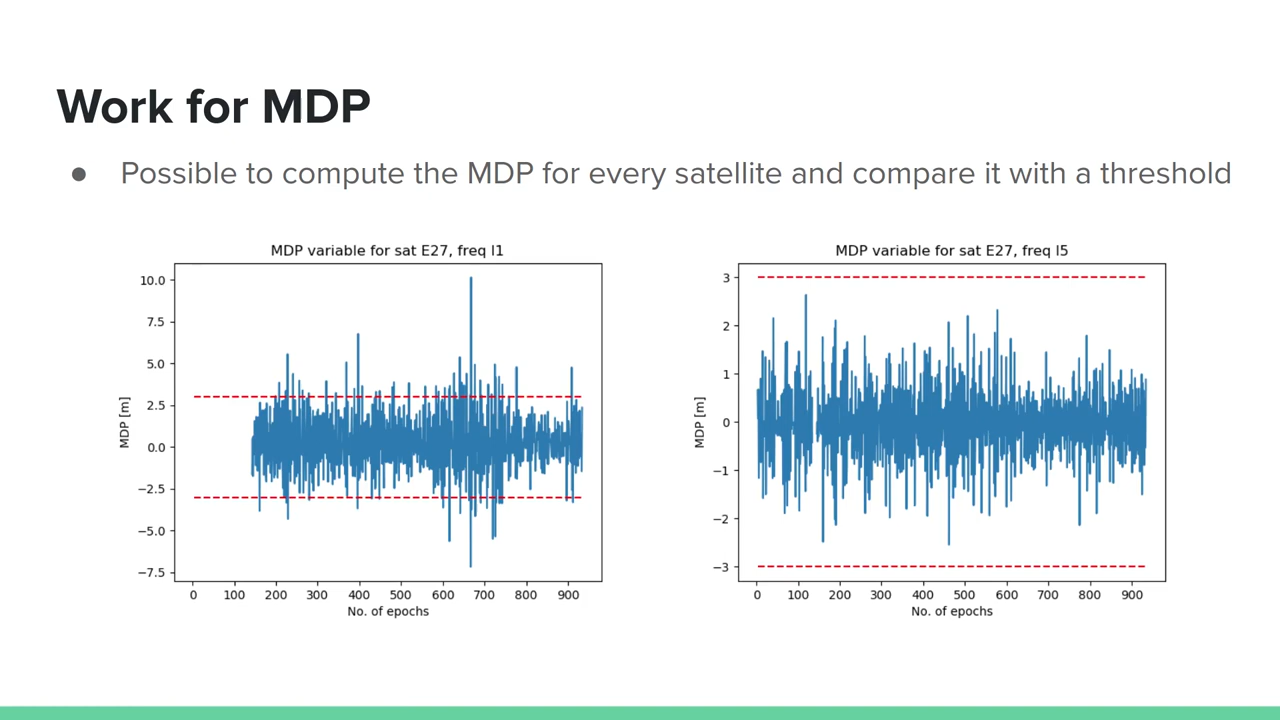 Work for MDP
● Possible to compute the MDP for every satellite and compare it with a threshold
MDP variable for sat E27, freq I1
10.0
7.5
5.0
2.5
0.0
−2.5
−5.0
−7.5
MDP [m]
0 100 200 300 400 500 600 700 800 900
No. of epochs
MDP variable for sat E27, freq I5
3
2
1
0
−1
−2
−3
MDP [m]
0 100 200 300 400 500 600 700 800 900
No. of epochs